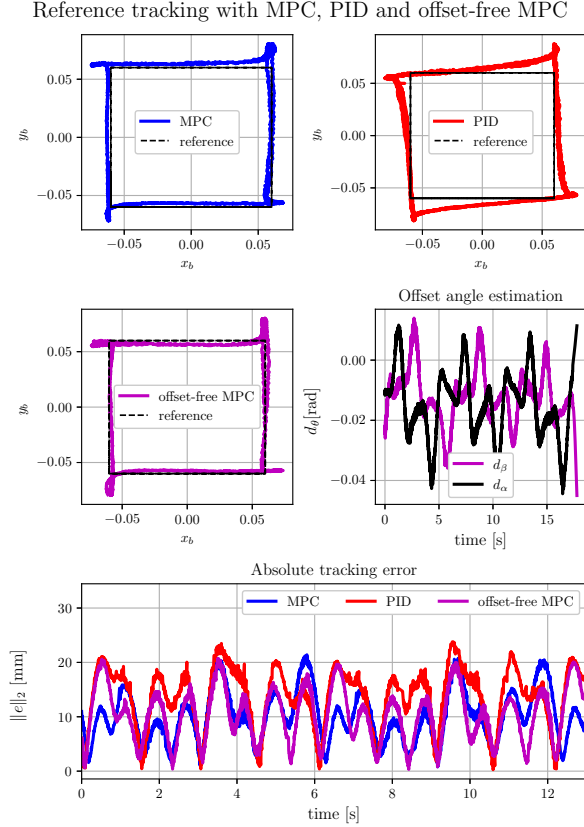 Reference tracking with MPC, PID and offset-free MPC
0.05
0.00
−0.05
y_b
MPC
reference
−0.05
0.00
0.05
x_b
0.05
0.00
−0.05
y_b
PID
reference
−0.05
0.00
0.05
x_b
0.05
0.00
−0.05
y_b
offset-free MPC
reference
−0.05
0.00
0.05
x_b
Offset angle estimation
0.00
−0.02
−0.04
d_θ[rad]
d_β
d_α
0
5
10
15
time [s]
Absolute tracking error
MPC
PID
offset-free MPC
30
20
10
0
||e||₂ [mm]
0
2
4
6
8
10
12
time [s]